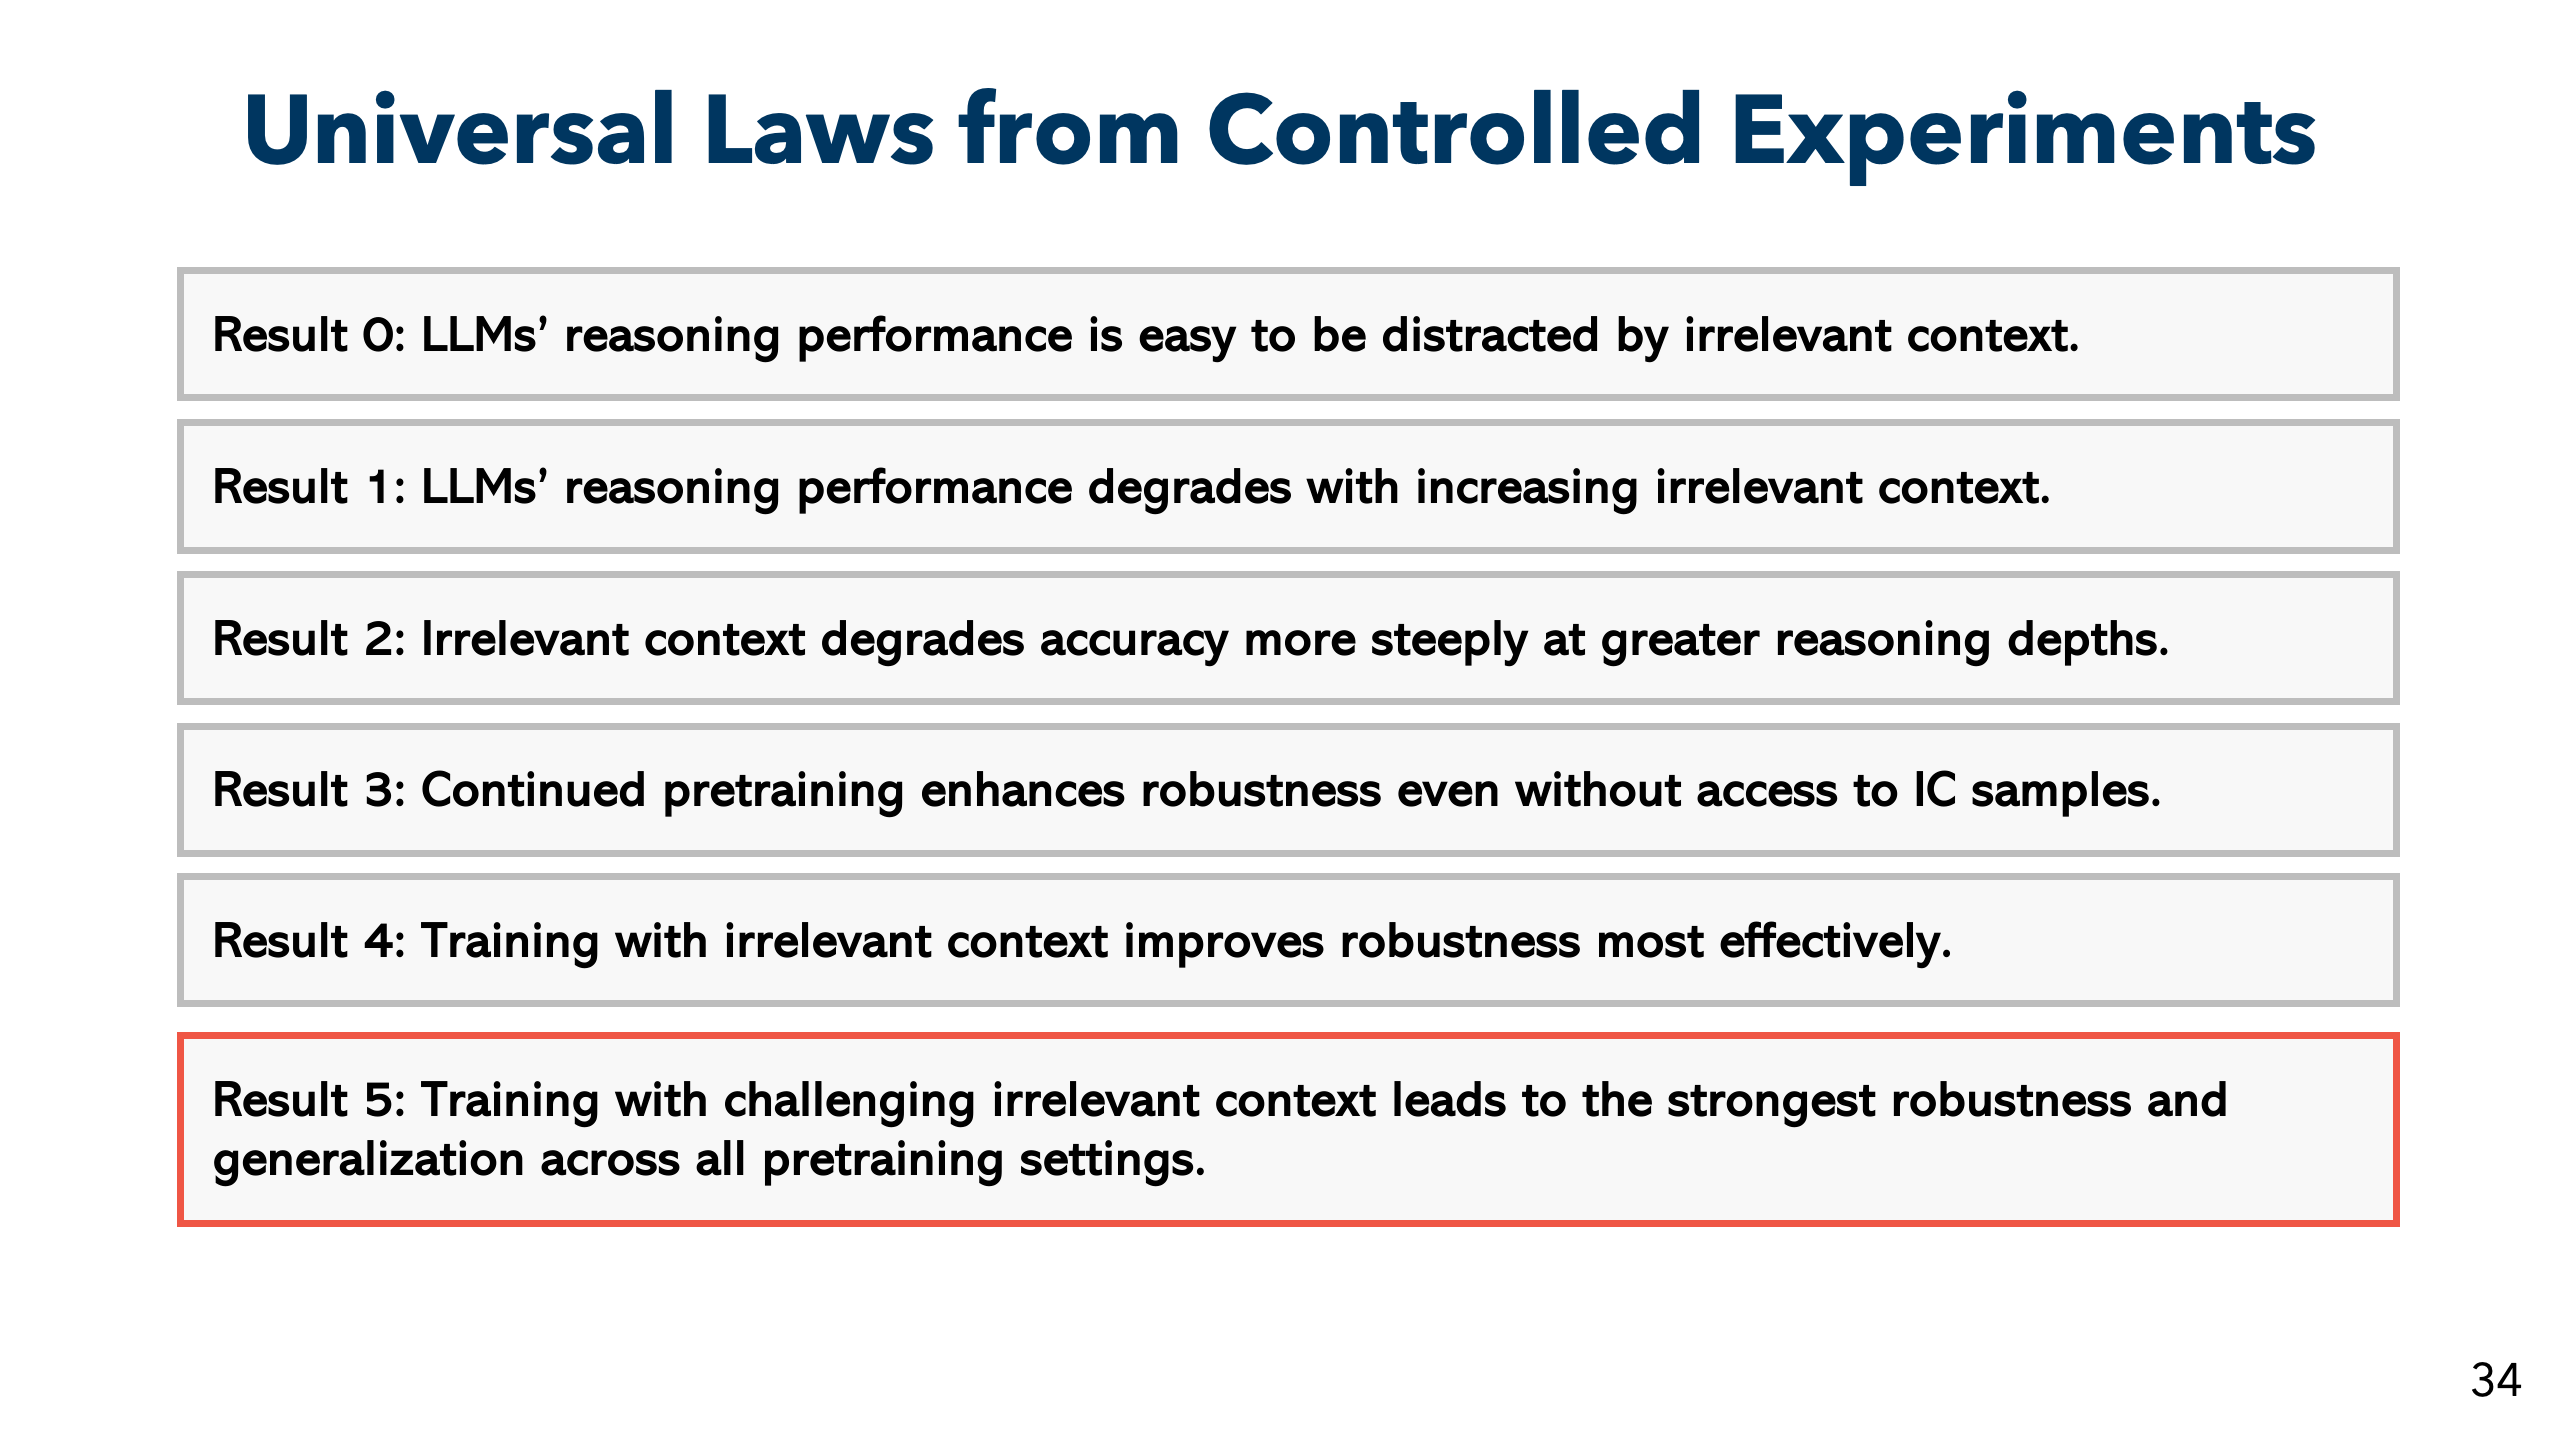 Universal Laws from Controlled Experiments
Result 0: LLMs’ reasoning performance is easy to be distracted by irrelevant context.
Result 1: LLMs’ reasoning performance degrades with increasing irrelevant context.
Result 2: Irrelevant context degrades accuracy more steeply at greater reasoning depths.
Result 3: Continued pretraining enhances robustness even without access to IC samples.
Result 4: Training with irrelevant context improves robustness most effectively.
Result 5: Training with challenging irrelevant context leads to the strongest robustness and
generalization across all pretraining settings.
34